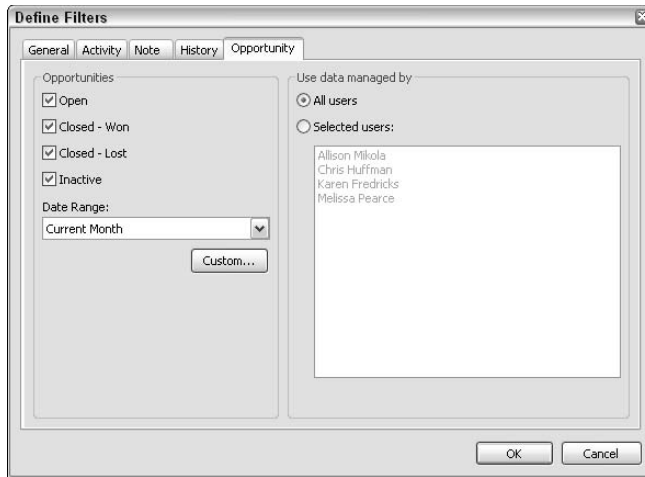 Define Filters
General Activity Note History Opportunity
Opportunities
Open
Closed - Won
Closed - Lost
Inactive
Date Range:
Current Month
Custom...
Use data managed by
All users
Selected users:
Allison Mikola
Chris Huffman
Karen Fredricks
Melissa Pearce
OK Cancel